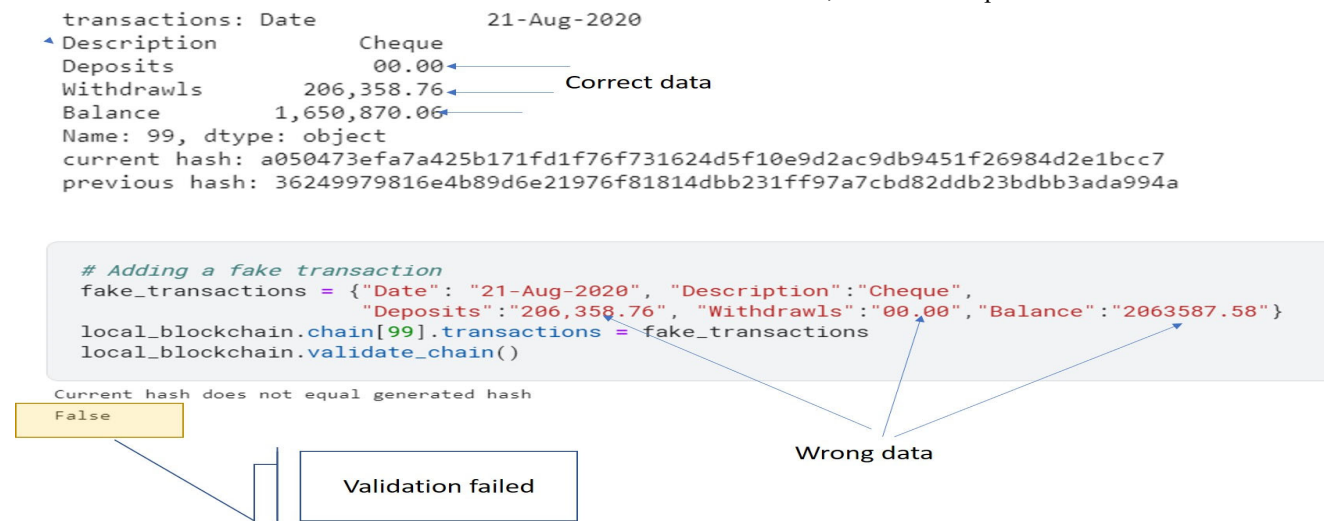 transactions: Date 21-Aug-2020
Description Cheque
Deposits 00.00
Withdrawls 206,358.76
Correct data
Balance 1,650,870.06
Name: 99, dtype: object
current hash: a050473efa7a425b171fd1f76f731624d5f10e9d2ac9db9451f26984d2e1bcc7
previous hash: 36249979816e4b89d6e21976f81814dbb231ff97a7cbd82ddb23bdbb3ada994a
# Adding a fake transaction
fake_transactions = {"Date": "21-Aug-2020", "Description":"Cheque",
"Deposits":"206,358.76", "Withdrawls":"00.00","Balance":"2063587.58"}
local_blockchain.chain[99].transactions = fake_transactions
local_blockchain.validate_chain()
Current hash does not equal generated hash
False
Wrong data
Validation failed